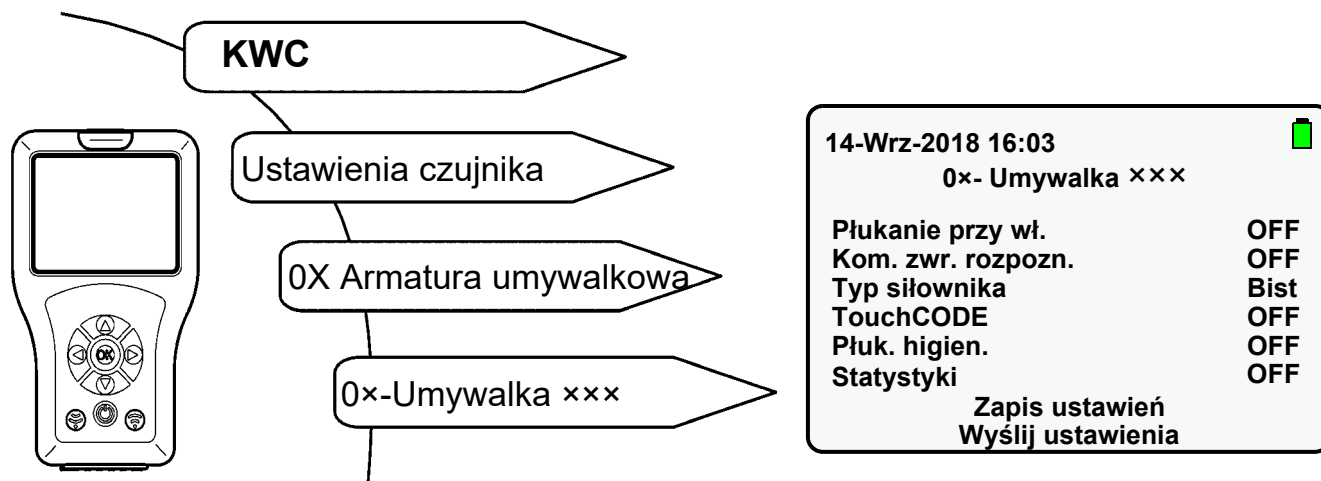 KWC
Ustawienia czujnika
0X Armatura umywalkowa
0×-Umywalka ×××
OK
14-Wrz-2018 16:03
0×- Umywalka ×××
Płukanie przy wł. OFF
Kom. zwr. rozpozn. OFF
Typ siłownika Bist
TouchCODE OFF
Płuk. higien. OFF
Statystyki OFF
Zapis ustawień
Wyślij ustawienia